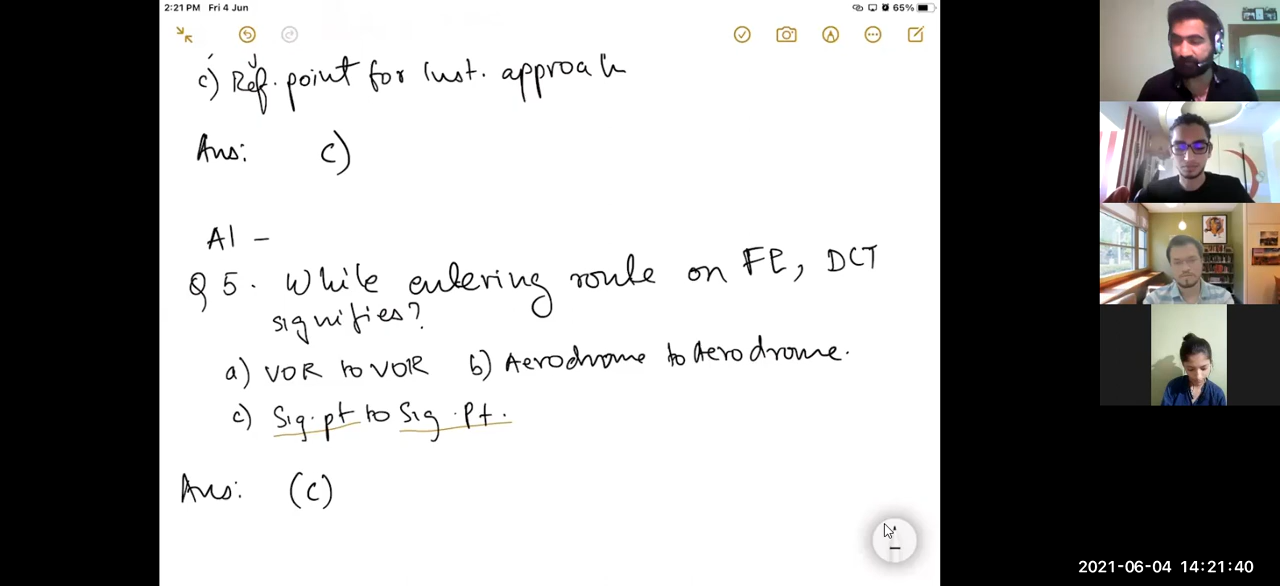 2:21 PM Fri 4 Jun
65%
c) Ref. point for Inst. approach
Ans: c)
AI -
Q 5. While entering route on FP, DCT
signifies?
a) VOR to VOR b) Aerodrome to Aerodrome.
c) Sig. pt to Sig. Pt.
Ans: (c)
2021-06-04 14:21:40